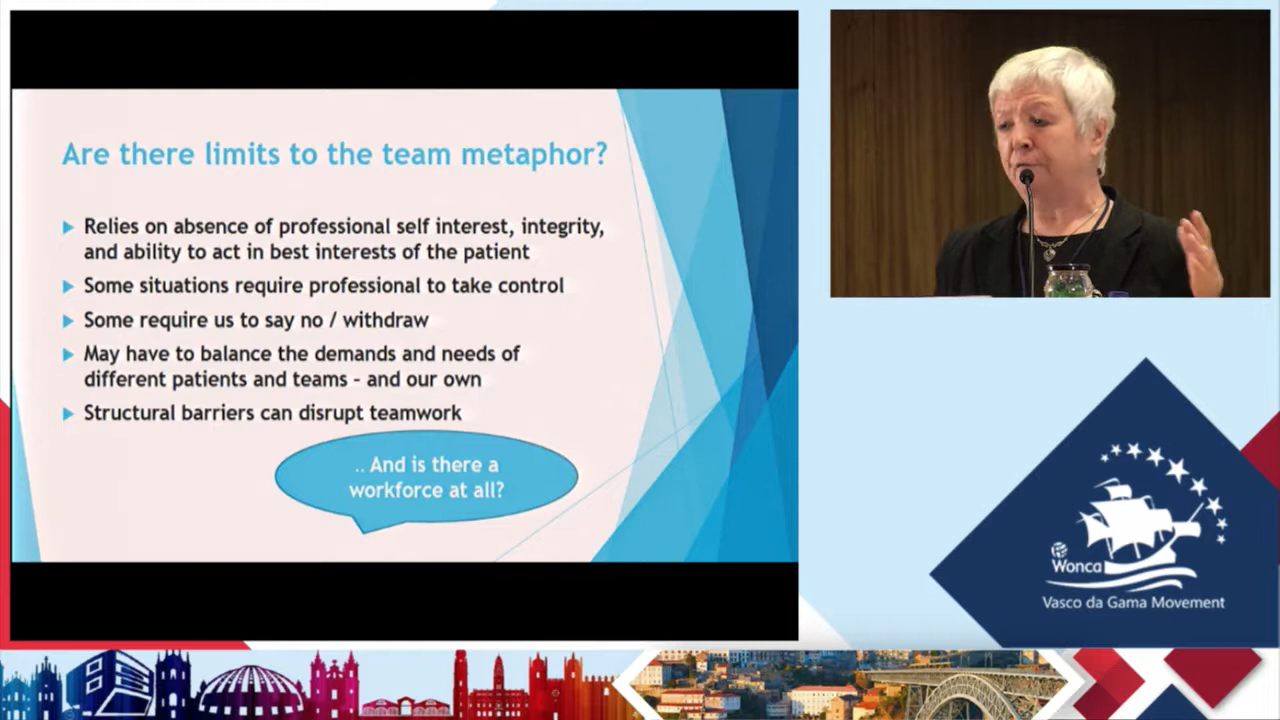 Are there limits to the team metaphor?
Relies on absence of professional self interest, integrity,
and ability to act in best interests of the patient
Some situations require professional to take control
Some require us to say no / withdraw
May have to balance the demands and needs of
different patients and teams – and our own
Structural barriers can disrupt teamwork
.. And is there a
workforce at all?
Wonca
Vasco da Gama Movement